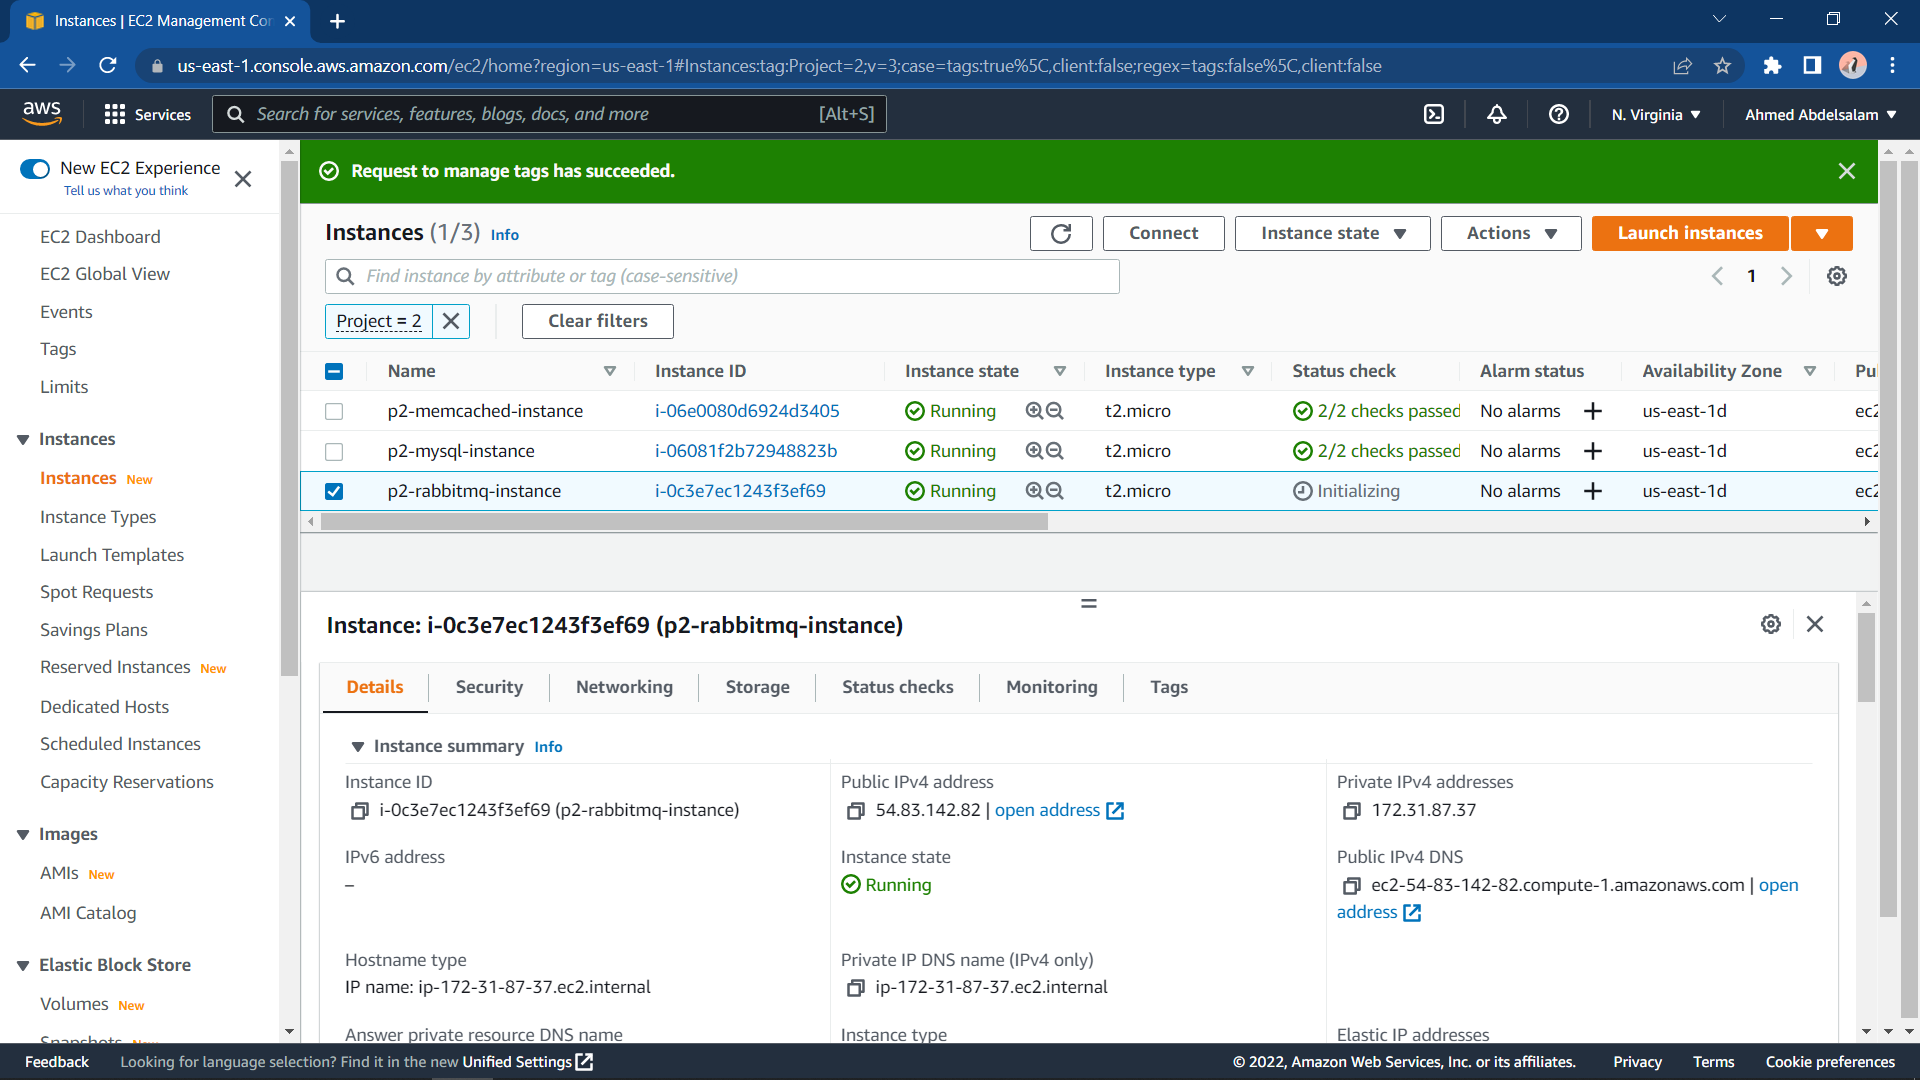 Instances | EC2 Management Con
us-east-1.console.aws.amazon.com/ec2/home?region=us-east-1#Instances:tag:Project=2;v=3;case=tags:true%5C,client:false;regex=tags:false%5C,client:false
aws
Services
Search for services, features, blogs, docs, and more
[Alt+S]
N. Virginia
Ahmed Abdelsalam
New EC2 Experience
Tell us what you think
EC2 Dashboard
EC2 Global View
Events
Tags
Limits
Instances
Instances New
Instance Types
Launch Templates
Spot Requests
Savings Plans
Reserved Instances New
Dedicated Hosts
Scheduled Instances
Capacity Reservations
Images
AMIs New
AMI Catalog
Elastic Block Store
Volumes New
Snapshots New
Request to manage tags has succeeded.
Instances (1/3) Info
Connect
Instance state
Actions
Launch instances
Find instance by attribute or tag (case-sensitive)
1
Project = 2
Clear filters
Name Instance ID Instance state Instance type Status check Alarm status Availability Zone Pu
p2-memcached-instance i-06e0080d6924d3405 Running t2.micro 2/2 checks passed No alarms us-east-1d ec2
p2-mysql-instance i-06081f2b72948823b Running t2.micro 2/2 checks passed No alarms us-east-1d ec2
p2-rabbitmq-instance i-0c3e7ec1243f3ef69 Running t2.micro Initializing No alarms us-east-1d ec2
Instance: i-0c3e7ec1243f3ef69 (p2-rabbitmq-instance)
Details Security Networking Storage Status checks Monitoring Tags
Instance summary Info
Instance ID
i-0c3e7ec1243f3ef69 (p2-rabbitmq-instance)
Public IPv4 address
54.83.142.82 | open address
Private IPv4 addresses
172.31.87.37
IPv6 address
–
Instance state
Running
Public IPv4 DNS
ec2-54-83-142-82.compute-1.amazonaws.com | open
address
Hostname type
IP name: ip-172-31-87-37.ec2.internal
Private IP DNS name (IPv4 only)
ip-172-31-87-37.ec2.internal
Answer private resource DNS name
Instance type
Elastic IP addresses
Feedback
Looking for language selection? Find it in the new Unified Settings
© 2022, Amazon Web Services, Inc. or its affiliates.
Privacy
Terms
Cookie preferences